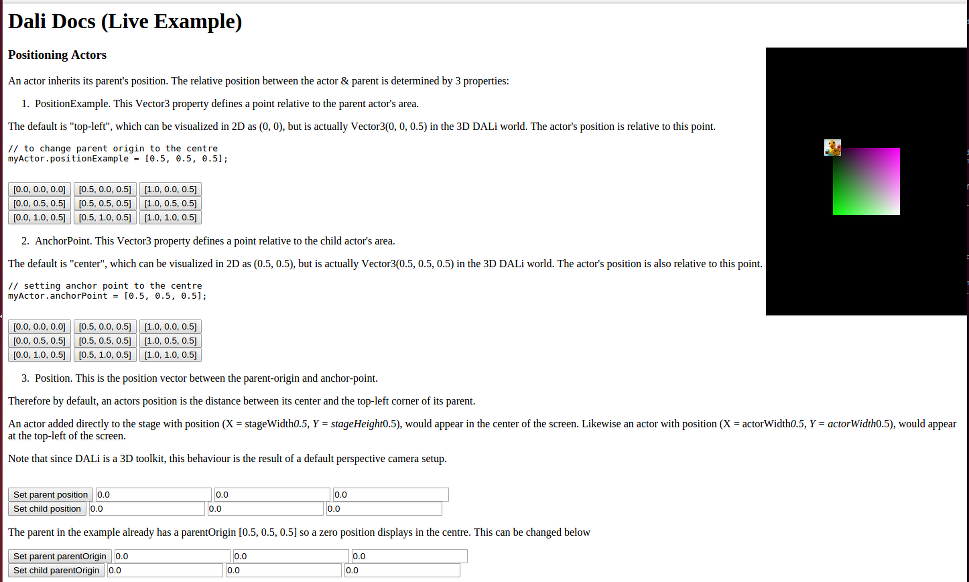 Dali Docs (Live Example)
Positioning Actors
An actor inherits its parent's position. The relative position between the actor & parent is determined by 3 properties:
1. PositionExample. This Vector3 property defines a point relative to the parent actor's area.
The default is "top-left", which can be visualized in 2D as (0, 0), but is actually Vector3(0, 0, 0.5) in the 3D DALi world. The actor's position is relative to this point.
// to change parent origin to the centre
myActor.positionExample = [0.5, 0.5, 0.5];
[0.0, 0.0, 0.0] [0.5, 0.0, 0.5] [1.0, 0.0, 0.5]
[0.0, 0.5, 0.5] [0.5, 0.5, 0.5] [1.0, 0.5, 0.5]
[0.0, 1.0, 0.5] [0.5, 1.0, 0.5] [1.0, 1.0, 0.5]
2. AnchorPoint. This Vector3 property defines a point relative to the child actor's area.
The default is "center", which can be visualized in 2D as (0.5, 0.5), but is actually Vector3(0.5, 0.5, 0.5) in the 3D DALi world. The actor's position is also relative to this point.
// setting anchor point to the centre
myActor.anchorPoint = [0.5, 0.5, 0.5];
[0.0, 0.0, 0.0] [0.5, 0.0, 0.5] [1.0, 0.0, 0.5]
[0.0, 0.5, 0.5] [0.5, 0.5, 0.5] [1.0, 0.5, 0.5]
[0.0, 1.0, 0.5] [0.5, 1.0, 0.5] [1.0, 1.0, 0.5]
3. Position. This is the position vector between the parent-origin and anchor-point.
Therefore by default, an actors position is the distance between its center and the top-left corner of its parent.
An actor added directly to the stage with position (X = stageWidth0.5, Y = stageHeight0.5), would appear in the center of the screen. Likewise an actor with position (X = actorWidth0.5, Y = actorWidth0.5), would appear
at the top-left of the screen.
Note that since DALi is a 3D toolkit, this behaviour is the result of a default perspective camera setup.
Set parent position 0.0 0.0 0.0
Set child position 0.0 0.0 0.0
The parent in the example already has a parentOrigin [0.5, 0.5, 0.5] so a zero position displays in the centre. This can be changed below
Set parent parentOrigin 0.0 0.0 0.0
Set child parentOrigin 0.0 0.0 0.0